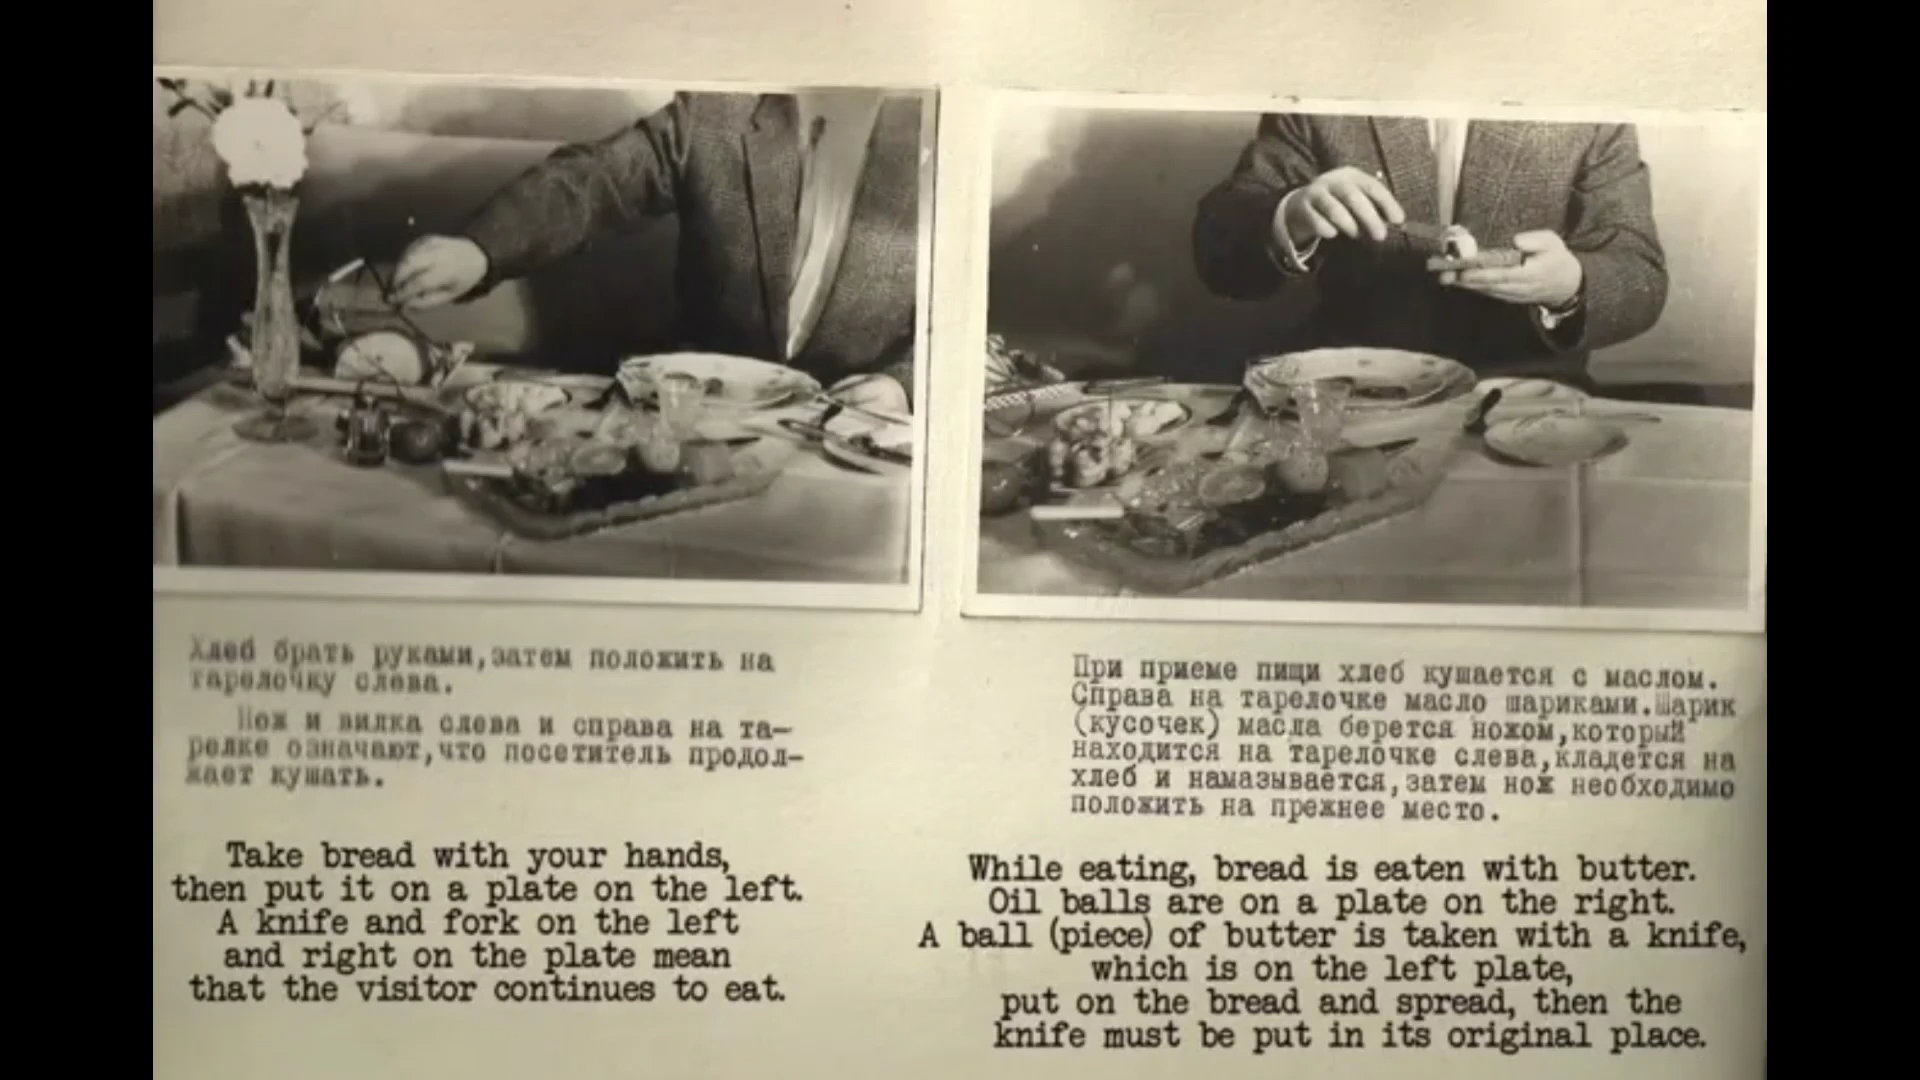 Хлеб брать руками,затем положить на
тарелочку слева.
Нож и вилка слева и справа на та-
релке означают,что посетитель продол-
жает кушать.
Take bread with your hands,
then put it on a plate on the left.
A knife and fork on the left
and right on the plate mean
that the visitor continues to eat.
При приеме пищи хлеб кушается с маслом.
Справа на тарелочке масло шариками.Шарик
(кусочек) масла берется ножом,который
находится на тарелочке слева,кладется на
хлеб и намазывается,затем нож необходимо
положить на прежнее место.
While eating, bread is eaten with butter.
Oil balls are on a plate on the right.
A ball (piece) of butter is taken with a knife,
which is on the left plate,
put on the bread and spread, then the
knife must be put in its original place.